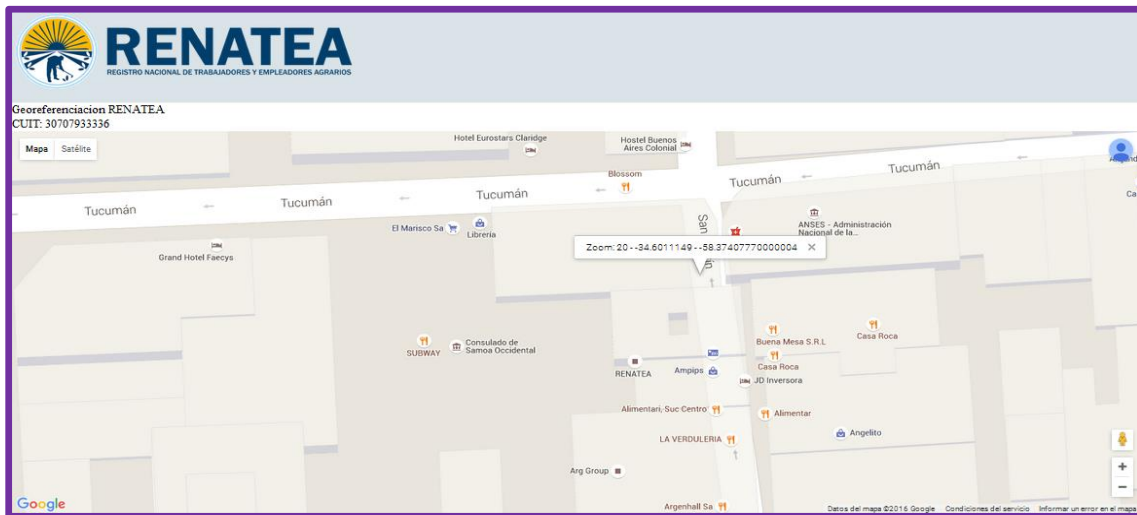 RENATEA
REGISTRO NACIONAL DE TRABAJADORES Y EMPLEADORES AGRARIOS
Georeferenciacion RENATEA
CUIT: 30707933336
Mapa Satélite
Hotel Eurostars Claridge
Hostel Buenos
Aires Colonial
Blossom
Tucumán
Tucumán
Tucumán
Tucumán
Tucumán
El Marisco Sa
Libreria
San
ANSES - Administración
Nacional de la...
Grand Hotel Faecys
Zoom: 20 - -34.6011149 - -58.37407770000004
SUBWAY
Consulado de
Samoa Occidental
Buena Mesa S.R.L
Casa Roca
RENATEA
Ampips
Casa Roca
JD Inversora
Alimentari, Suc Centro
Alimentar
LA VERDULERIA
Angelito
Arg Group
Argenhall Sa
Google
Datos del mapa ©2016 Google Condiciones del servicio Informar un error en el mapa